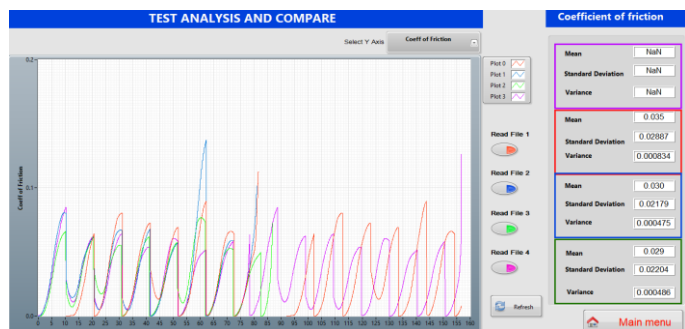 TEST ANALYSIS AND COMPARE
Coefficient of friction
Select Y Axis
Coeff of Friction
0.2
0.1
0.0
Coeff of Friction
0 5 10 15 20 25 30 35 40 45 50 55 60 65 70 75 80 85 90 95 100 105 110 115 120 125 130 135 140 145 150 155 160
Plot 0
Plot 1
Plot 2
Plot 3
Read File 1
Read File 2
Read File 3
Read File 4
Refresh
Mean NaN
Standard Deviation NaN
Variance NaN
Mean 0.035
Standard Deviation 0.02887
Variance 0.000834
Mean 0.030
Standard Deviation 0.02179
Variance 0.000475
Mean 0.029
Standard Deviation 0.02204
Variance 0.000486
Main menu